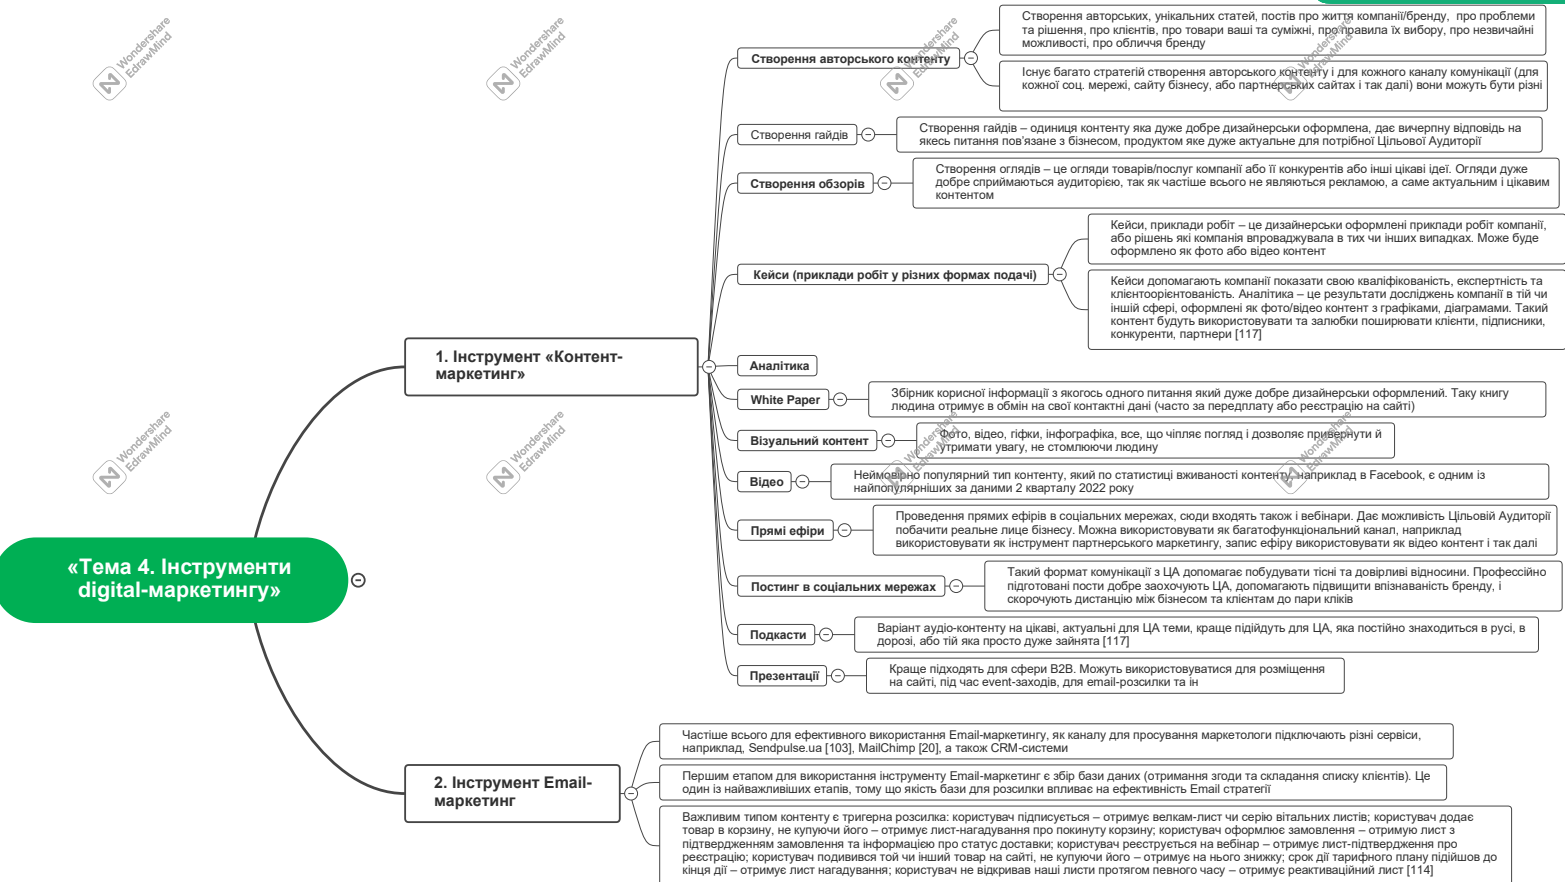 Створення авторських, унікальних статей, постів про життя компанії/бренду, про проблеми
та рішення, про клієнтів, про товари ваші та суміжні, про правила їх вибору, про незвичайні
можливості, про обличчя бренду
Створення авторського контенту
Існує багато стратегій створення авторського контенту і для кожного каналу комунікації (для
кожної соц. мережі, сайту бізнесу, або партнерських сайтах і так далі) вони можуть бути різні
Створення гайдів
Створення гайдів – одиниця контенту яка дуже добре дизайнерськи оформлена, дає вичерпну відповідь на
якесь питання пов'язане з бізнесом, продуктом яке дуже актуальне для потрібної Цільової Аудиторії
Створення обзорів
Створення оглядів – це огляди товарів/послуг компанії або її конкурентів або інші цікаві ідеї. Огляди дуже
добре сприймаються аудиторією, так як частіше всього не являються рекламою, а саме актуальним і цікавим
контентом
Кейси (приклади робіт у різних формах подачі)
Кейси, приклади робіт – це дизайнерськи оформлені приклади робіт компанії,
або рішень які компанія впроваджувала в тих чи інших випадках. Може буде
оформлено як фото або відео контент
Кейси допомагають компанії показати свою кваліфікованість, експертність та
клієнтоорієнтованість. Аналітика – це результати досліджень компанії в тій чи
іншій сфері, оформлені як фото/відео контент з графіками, діаграмами. Такий
контент будуть використовувати та залюбки поширювати клієнти, підписники,
конкуренти, партнери [117]
1. Інструмент «Контент-
маркетинг»
Аналітика
White Paper
Збірник корисної інформації з якогось одного питання який дуже добре дизайнерськи оформлений. Таку книгу
людина отримує в обмін на свої контактні дані (часто за передплату або реєстрацію на сайті)
Візуальний контент
Фото, відео, гіфки, інфографіка, все, що чіпляє погляд і дозволяє привернути й
утримати увагу, не стомлюючи людину
Відео
Неймовірно популярний тип контенту, який по статистиці вживаності контенту, наприклад в Facebook, є одним із
найпопулярніших за даними 2 кварталу 2022 року
Прямі ефіри
Проведення прямих ефірів в соціальних мережах, сюди входять також і вебінари. Дає можливість Цільовій Аудиторії
побачити реальне лице бізнесу. Можна використовувати як багатофункціональний канал, наприклад
використовувати як інструмент партнерського маркетингу, запис ефіру використовувати як відео контент і так далі
«Тема 4. Інструменти
digital-маркетингу»
Постинг в соціальних мережах
Такий формат комунікації з ЦА допомагає побудувати тісні та довірливі відносини. Профессійно
підготовані пости добре заохочують ЦА, допомагають підвищити впізнаваність бренду, і
скорочують дистанцію між бізнесом та клієнтам до пари кліків
Подкасти
Варіант аудіо-контенту на цікаві, актуальні для ЦА теми, краще підійдуть для ЦА, яка постійно знаходиться в русі, в
дорозі, або тій яка просто дуже зайнята [117]
Презентації
Краще підходять для сфери B2B. Можуть використовуватися для розміщення
на сайті, під час event-заходів, для email-розсилки та ін
2. Інструмент Email-
маркетинг
Частіше всього для ефективного використання Email-маркетингу, як каналу для просування маркетологи підключають різні сервіси,
наприклад, Sendpulse.ua [103], MailChimp [20], а також CRM-системи
Першим етапом для використання інструменту Email-маркетинг є збір бази даних (отримання згоди та складання списку клієнтів). Це
один із найважливіших етапів, тому що якість бази для розсилки впливає на ефективність Email стратегії
Важливим типом контенту є тригерна розсилка: користувач підписується – отримує велкам-лист чи серію вітальних листів; користувач додає
товар в корзину, не купуючи його – отримує лист-нагадування про покинуту корзину; користувач оформлює замовлення – отримую лист з
підтвердженням замовлення та інформацією про статус доставки; користувач реєструється на вебінар – отримує лист-підтвердження про
реєстрацію; користувач подивився той чи інший товар на сайті, не купуючи його – отримує на нього знижку; срок дії тарифного плану підійшов до
кінця дії – отримує лист нагадування; користувач не відкривав наші листи протягом певного часу – отримує реактиваційний лист [114]
Wondershare
EdrawMind
Wondershare
EdrawMind
Wondershare
EdrawMind
Wondershare
EdrawMind
Wondershare
EdrawMind
Wondershare
EdrawMind
Wondershare
EdrawMind
Wondershare
EdrawMind